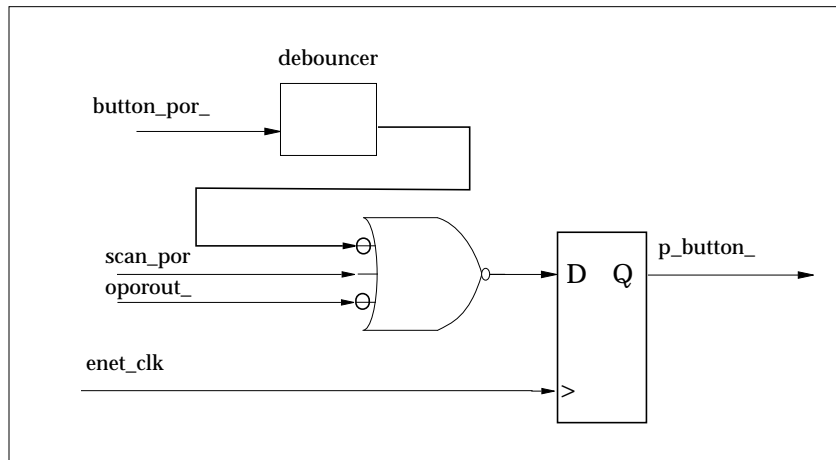 debouncer
button_por_
scan_por
oporout_
p_button_
D Q
enet_clk
>